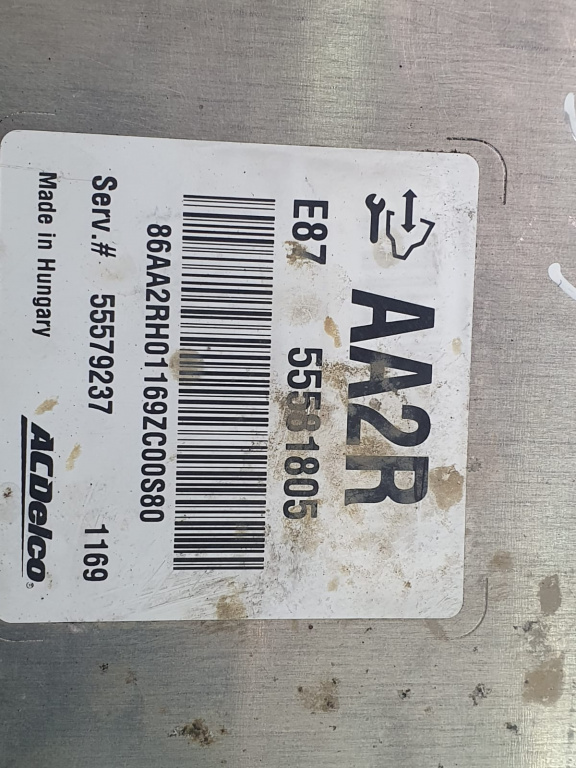 AA2R
E87 55581805
86AA2RH01169ZC00S80
Serv.# 55579237 1169
Made in Hungary ACDelco®